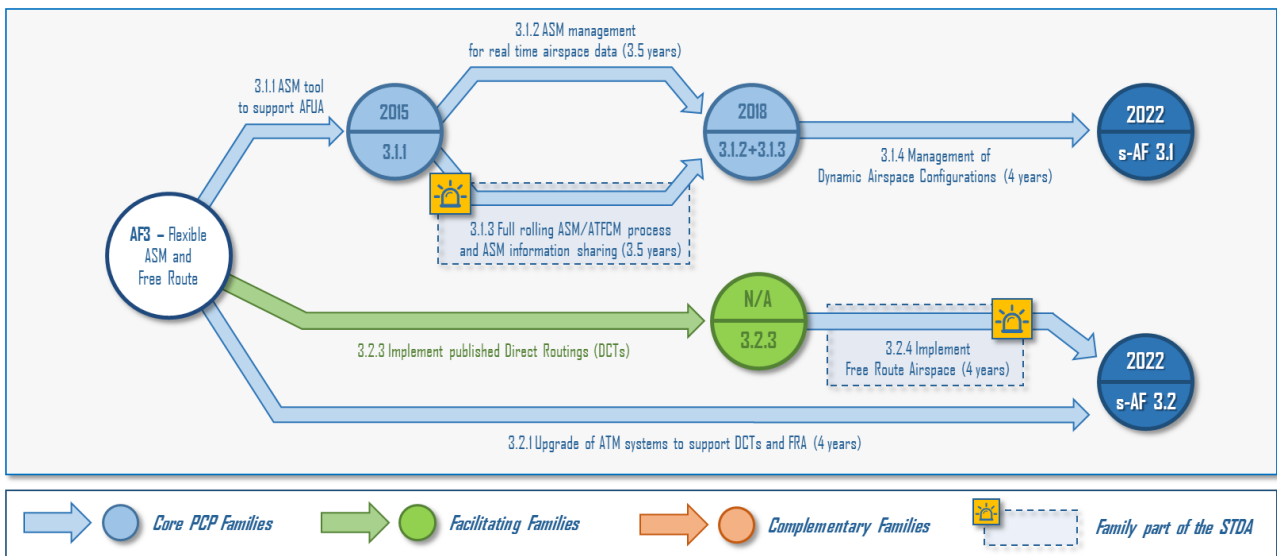 3.1.2 ASM management
for real time airspace data (3.5 years)
3.1.1 ASM tool
to support AFUA
2015
3.1.1
2018
3.1.2+3.1.3
2022
s-AF 3.1
3.1.4 Management of
Dynamic Airspace Configurations (4 years)
3.1.3 Full rolling ASM/ATFCM process
and ASM information sharing (3.5 years)
AF3 – Flexible
ASM and
Free Route
N/A
3.2.3
3.2.3 Implement published Direct Routings (DCTs)
3.2.4 Implement
Free Route Airspace (4 years)
2022
s-AF 3.2
3.2.1 Upgrade of ATM systems to support DCTs and FRA (4 years)
Core PCP Families
Facilitating Families
Complementary Families
Family part of the STDA